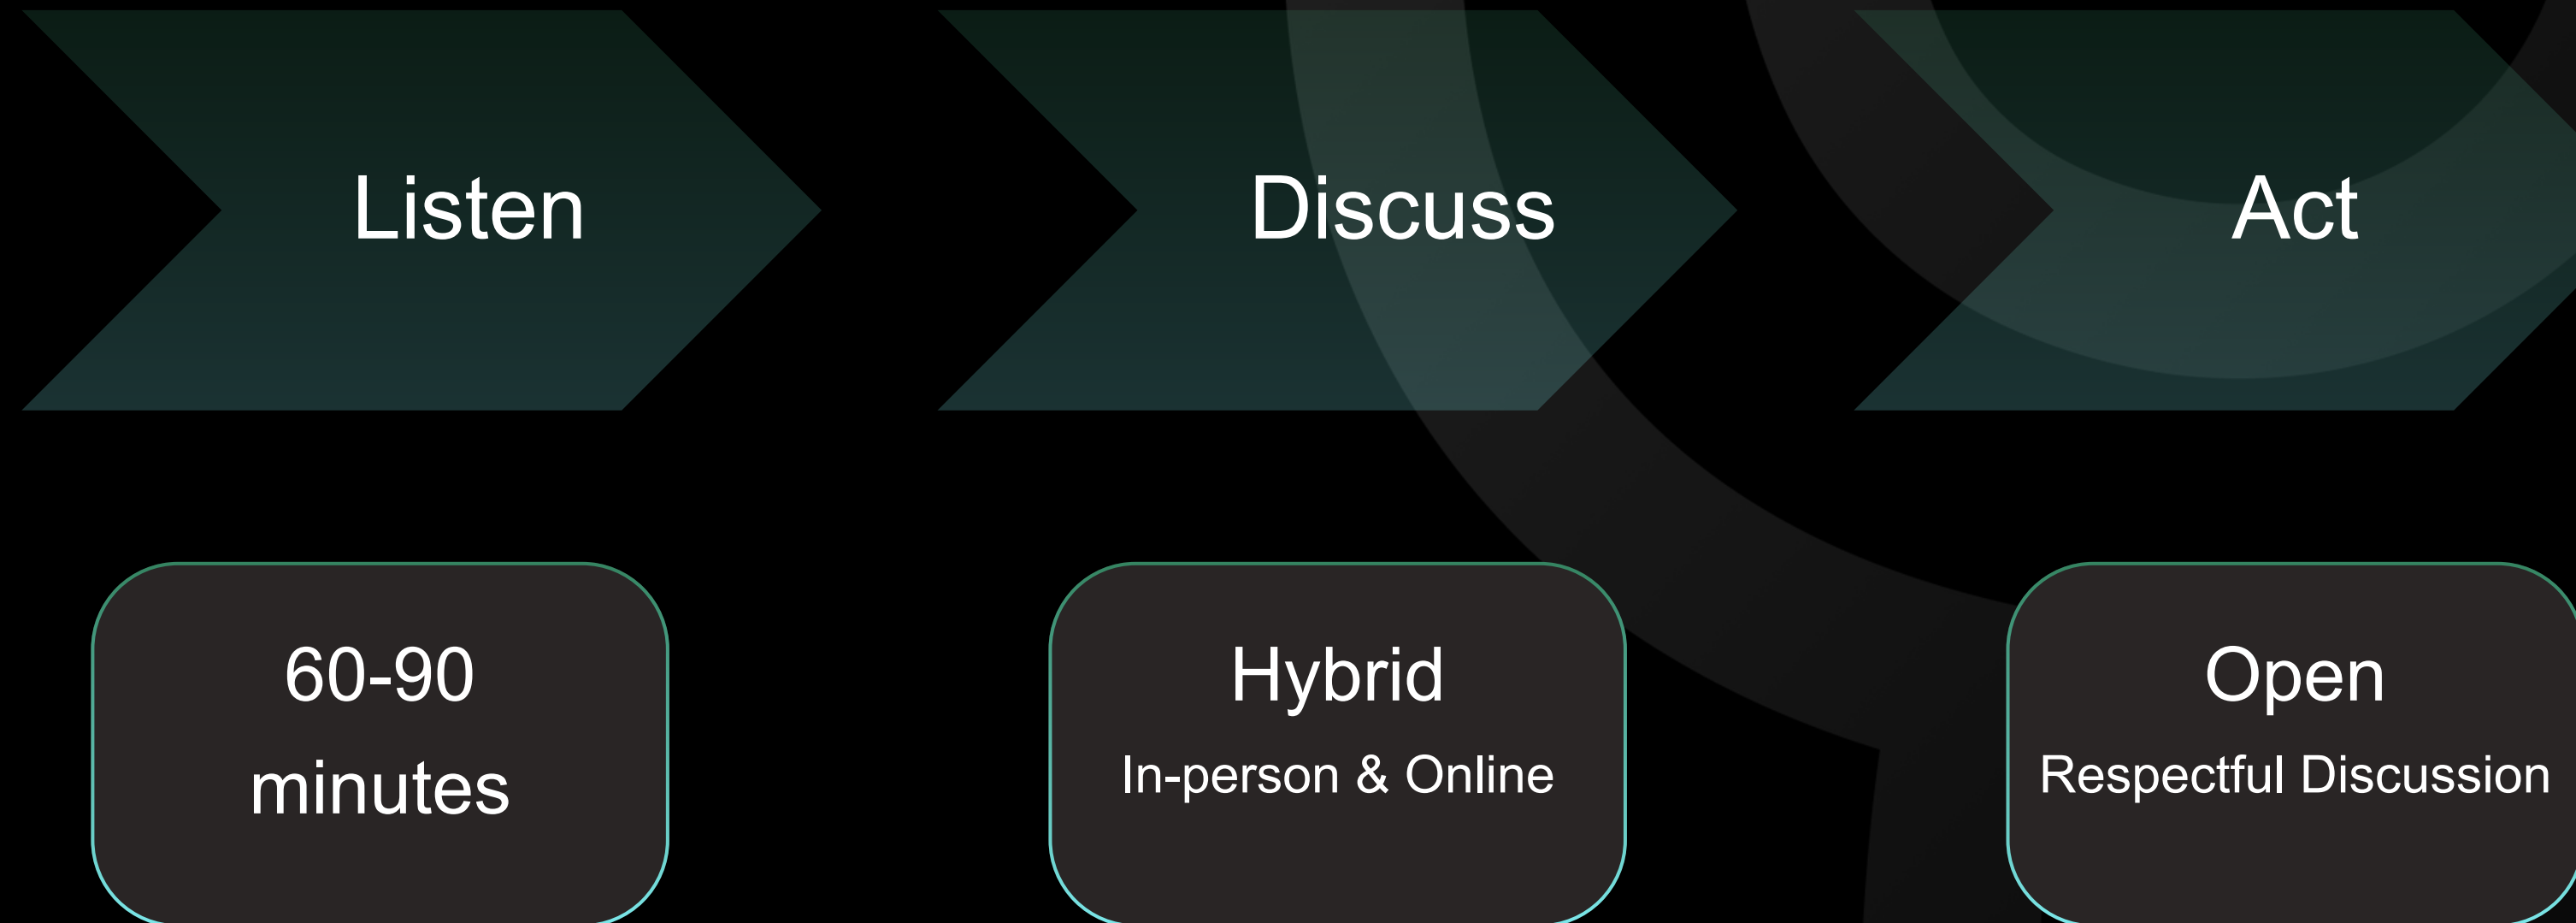 Listen
Discuss
Act
60-90
minutes
Hybrid
In-person & Online
Open
Respectful Discussion